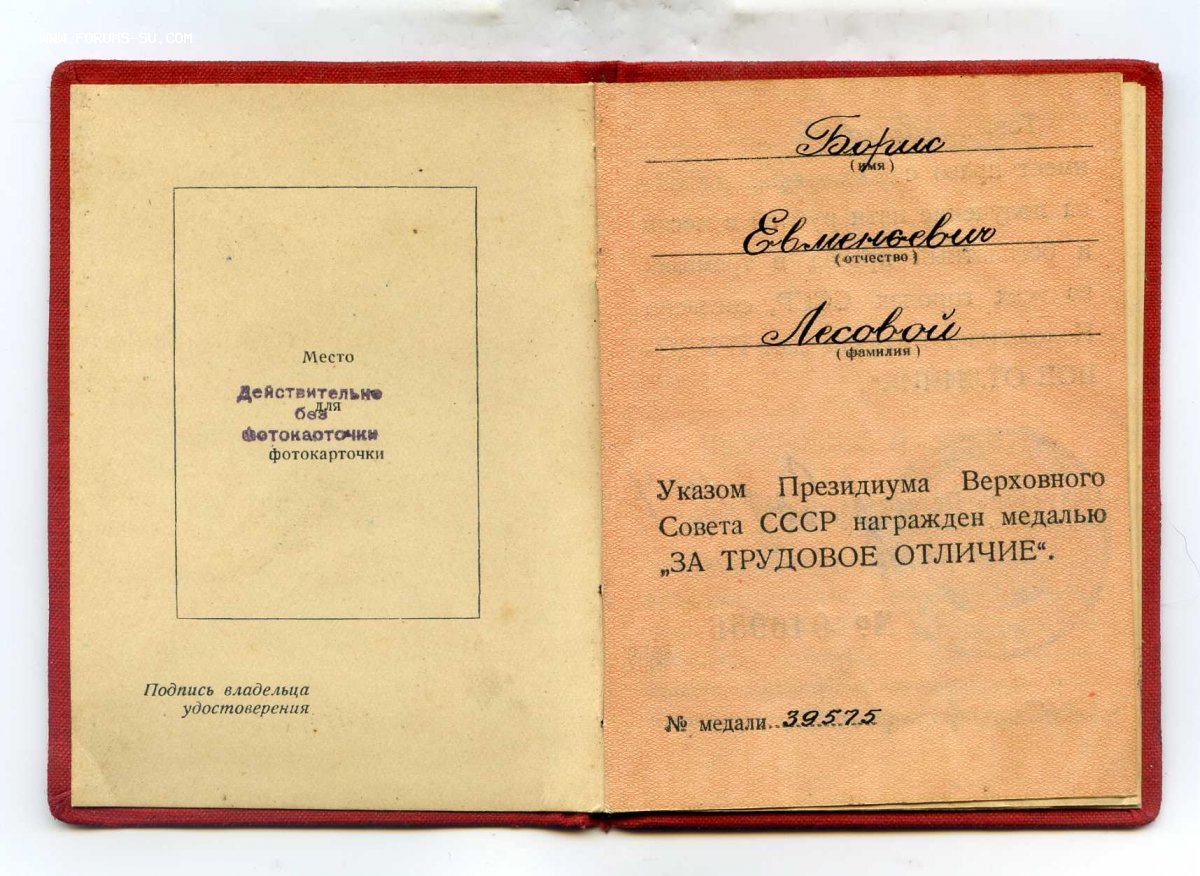 WWW.FORUMS-SU.COM
Место
Действительно
без
для
фотокарточки
фотокарточки
Подпись владельца
удостоверения
Борис
(имя)
Евменьевич
(отчество)
Лесовой
(фамилия)
Указом Президиума Верховного
Совета СССР награжден медалью
„ЗА ТРУДОВОЕ ОТЛИЧИЕ“.
№ медали 39575